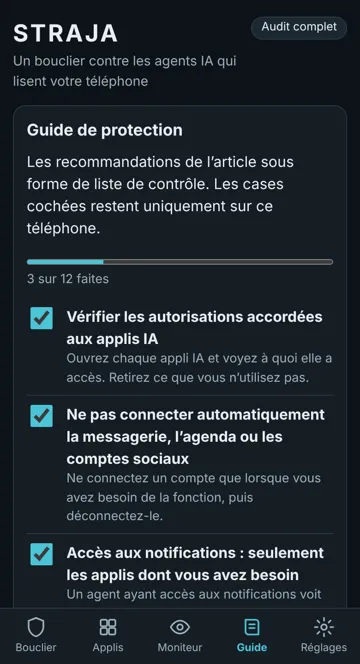 STRAJA
Audit complet
Un bouclier contre les agents IA qui
lisent votre téléphone
Guide de protection
Les recommandations de l’article sous
forme de liste de contrôle. Les cases
cochées restent uniquement sur ce
téléphone.
3 sur 12 faites
Vérifier les autorisations accordées
aux applis IA
Ouvrez chaque appli IA et voyez à quoi elle a
accès. Retirez ce que vous n’utilisez pas.
Ne pas connecter automatiquement
la messagerie, l’agenda ou les
comptes sociaux
Ne connectez un compte que lorsque vous
avez besoin de la fonction, puis
déconnectez-le.
Accès aux notifications : seulement
les applis dont vous avez besoin
Un agent ayant accès aux notifications voit
Bouclier
Applis
Moniteur
Guide
Réglages